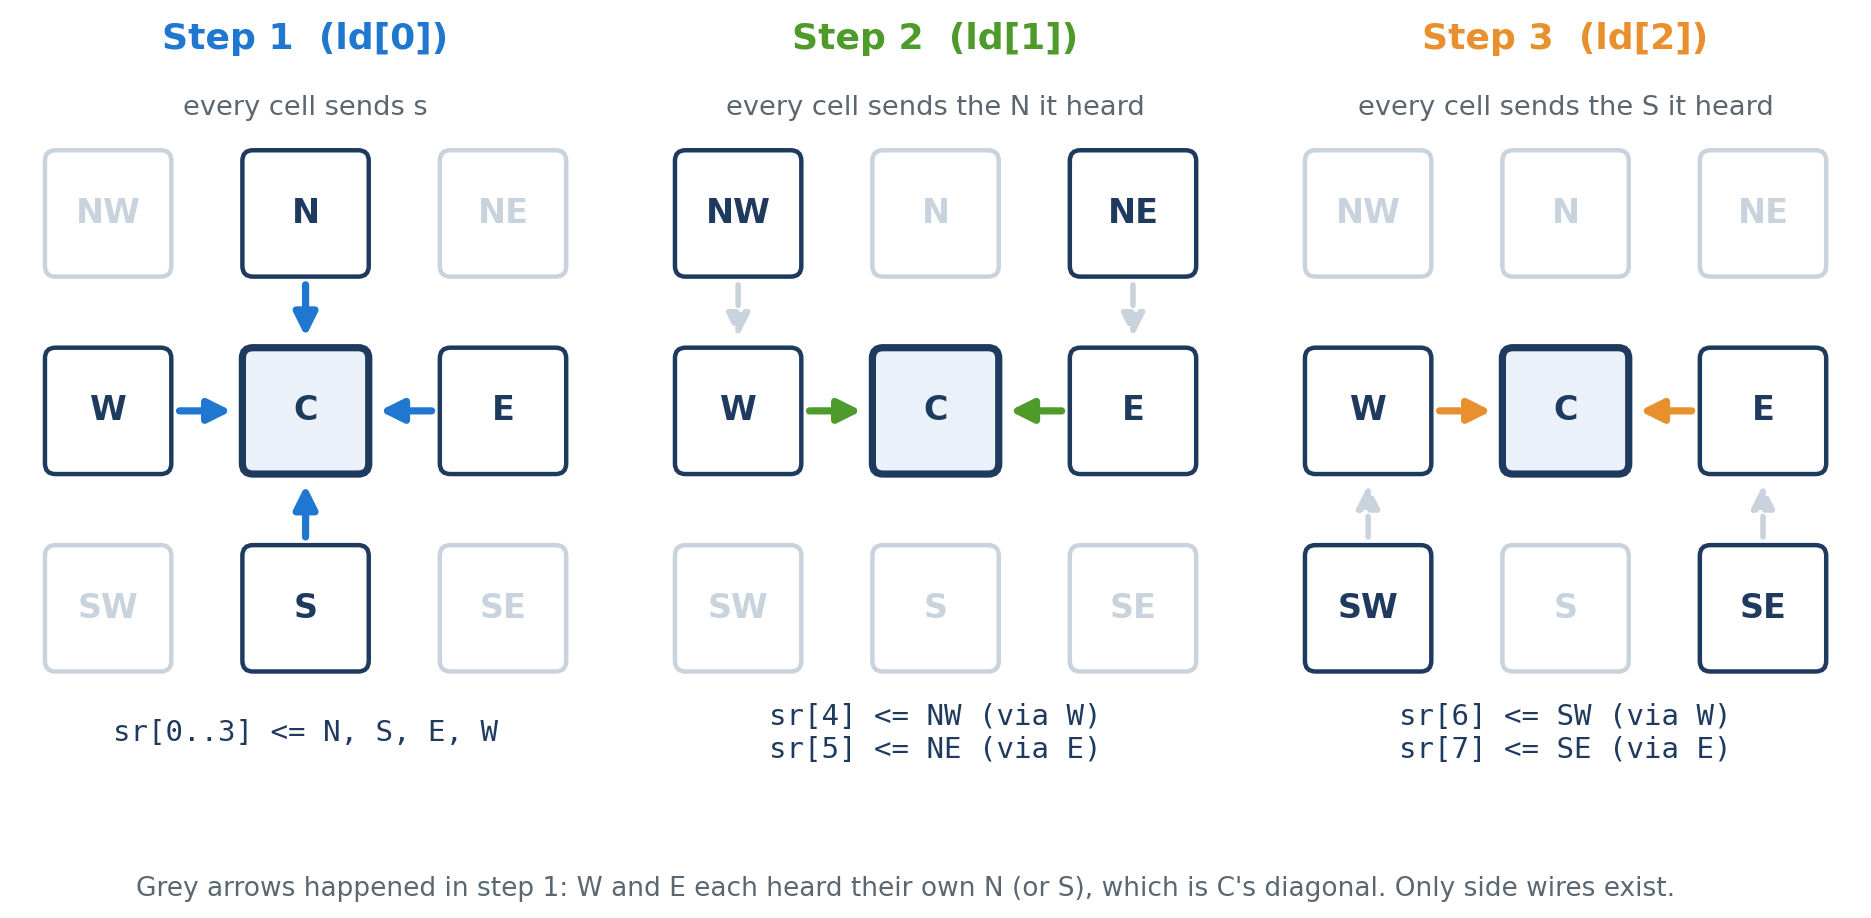 Step 1 (ld[0])
every cell sends s
NW N NE
W C E
SW S SE
sr[0..3] <= N, S, E, W
Step 2 (ld[1])
every cell sends the N it heard
NW N NE
W C E
SW S SE
sr[4] <= NW (via W)
sr[5] <= NE (via E)
Step 3 (ld[2])
every cell sends the S it heard
NW N NE
W C E
SW S SE
sr[6] <= SW (via W)
sr[7] <= SE (via E)
Grey arrows happened in step 1: W and E each heard their own N (or S), which is C's diagonal. Only side wires exist.